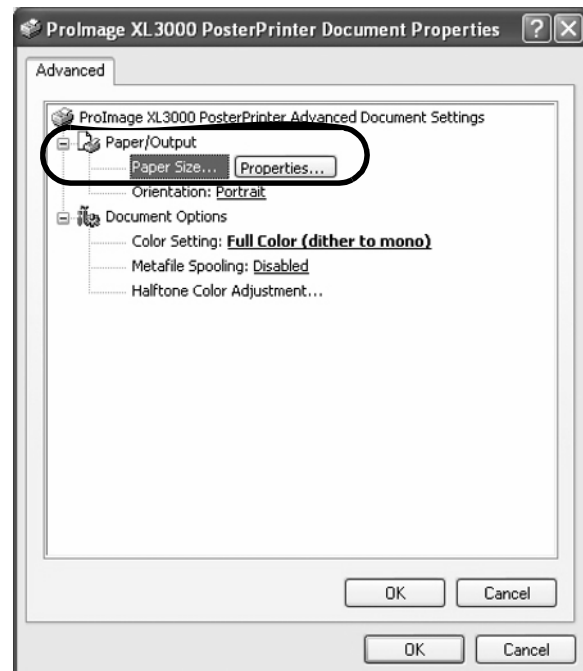 ProImage XL3000 PosterPrinter Document Properties
Advanced
ProImage XL3000 PosterPrinter Advanced Document Settings
Paper/Output
Paper Size... Properties...
Orientation: Portrait
Document Options
Color Setting: Full Color (dither to mono)
Metafile Spooling: Disabled
Halftone Color Adjustment...
OK Cancel
OK Cancel